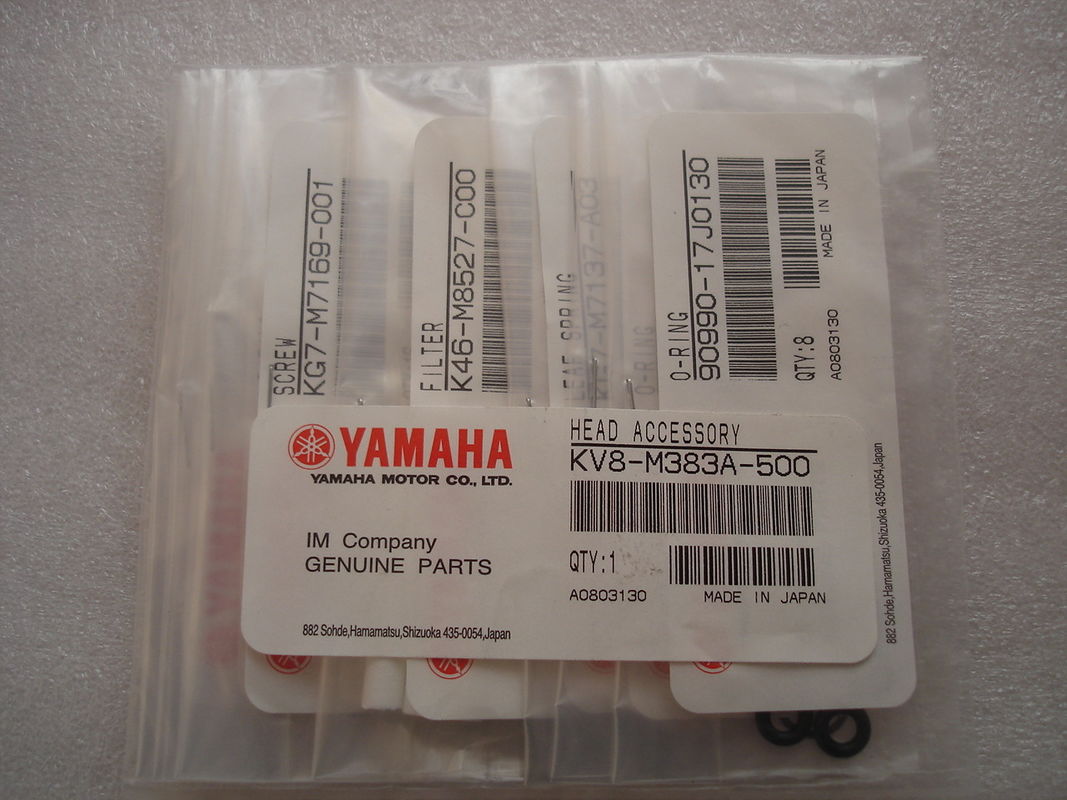 SCREW
KG7-M7169-001
FILTER
K46-M8527-C00
LEAF SPRING
O-RING
O-RING
90990-17J0130
QTY:8
A0803130
MADE IN JAPAN
YAMAHA
YAMAHA MOTOR CO., LTD.
IM Company
GENUINE PARTS
882 Sohde,Hamamatsu,Shizuoka 435-0054,Japan
HEAD ACCESSORY
KV8-M383A-500
QTY:1
A0803130
MADE IN JAPAN
882 Sohde,Hamamatsu,Shizuoka 435-0054,Japan
YAMAHA